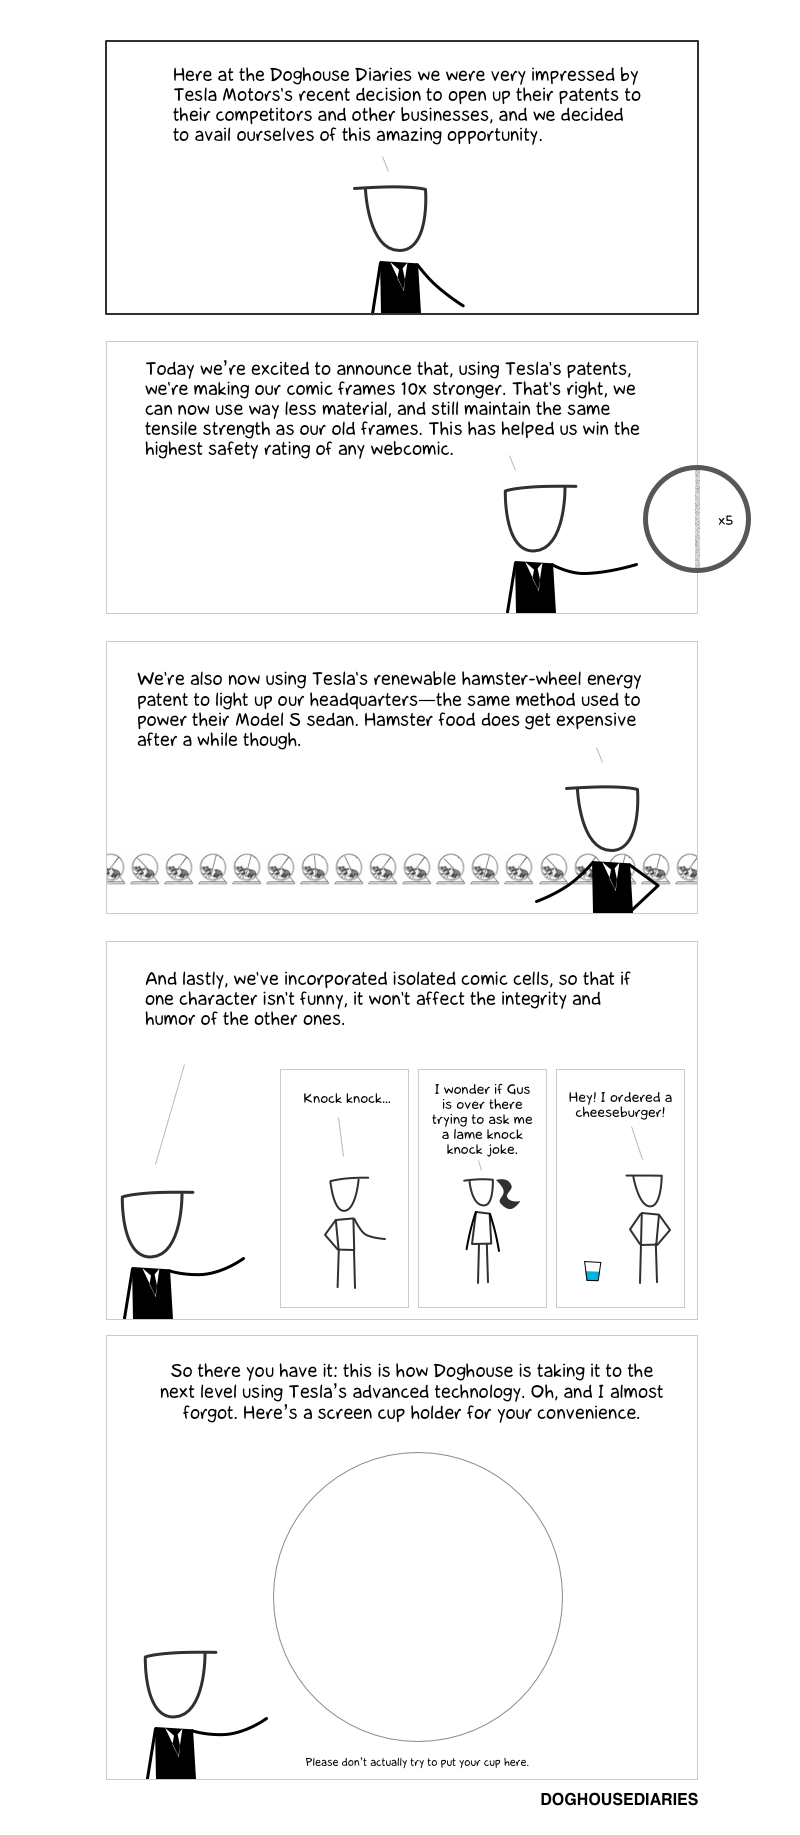 Here at the Doghouse Diaries we were very impressed by
Tesla Motors's recent decision to open up their patents to
their competitors and other businesses, and we decided
to avail ourselves of this amazing opportunity.
Today we're excited to announce that, using Tesla's patents,
we're making our comic frames 10x stronger. That's right, we
can now use way less material, and still maintain the same
tensile strength as our old frames. This has helped us win the
highest safety rating of any webcomic.
x5
We're also now using Tesla's renewable hamster-wheel energy
patent to light up our headquarters—the same method used to
power their Model S sedan. Hamster food does get expensive
after a while though.
And lastly, we've incorporated isolated comic cells, so that if
one character isn't funny, it won't affect the integrity and
humor of the other ones.
Knock knock...
I wonder if Gus
is over there
trying to ask me
a lame knock
knock joke.
Hey! I ordered a
cheeseburger!
So there you have it: this is how Doghouse is taking it to the
next level using Tesla's advanced technology. Oh, and I almost
forgot. Here's a screen cup holder for your convenience.
Please don't actually try to put your cup here.
DOGHOUSEDIARIES